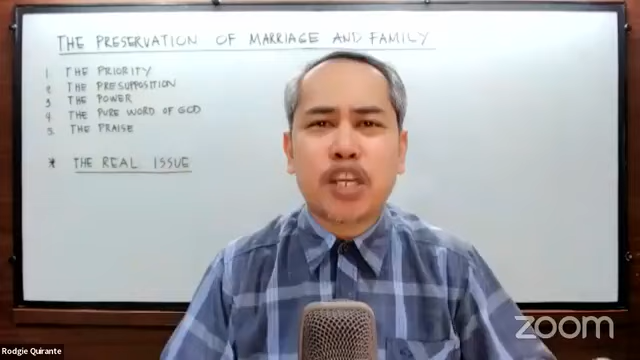 THE PRESERVATION OF MARRIAGE AND FAMILY
1. THE PRIORITY
2 THE PRESUPPOSITION
3 THE POWER
4. THE PURE WORD OF GOD
5. THE PRAISE
* THE REAL ISSUE
zoom
Rodgie Quirante